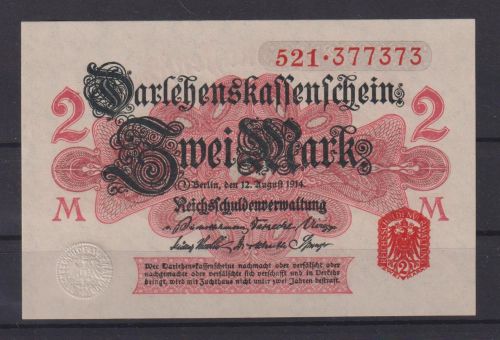 521·377373
Darlehenskassenschein
2 Zwei Mark 2
M M
Berlin, den 12. August 1914.
Reichsschuldenverwaltung
Wer Darlehenskassenscheine nachmacht oder verfälscht oder
nachgemachte oder verfälschte sich verschafft und in Verkehr
bringt, wird mit Zuchthaus nicht unter zwei Jahren bestraft.
2